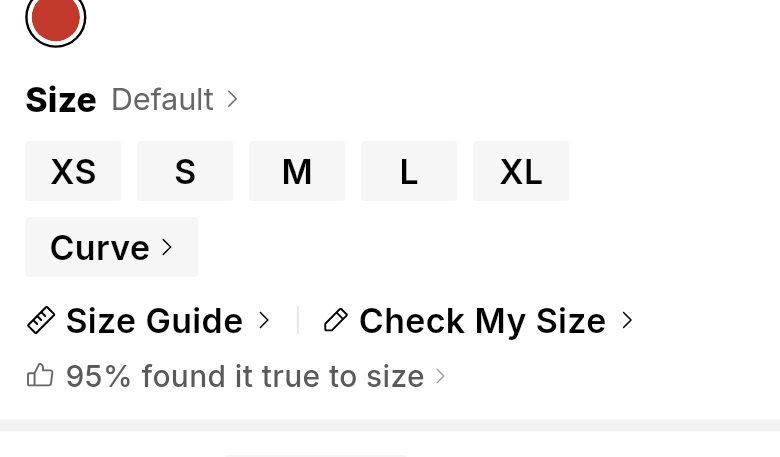 Size Default
XS S M L XL
Curve
Size Guide Check My Size
95% found it true to size